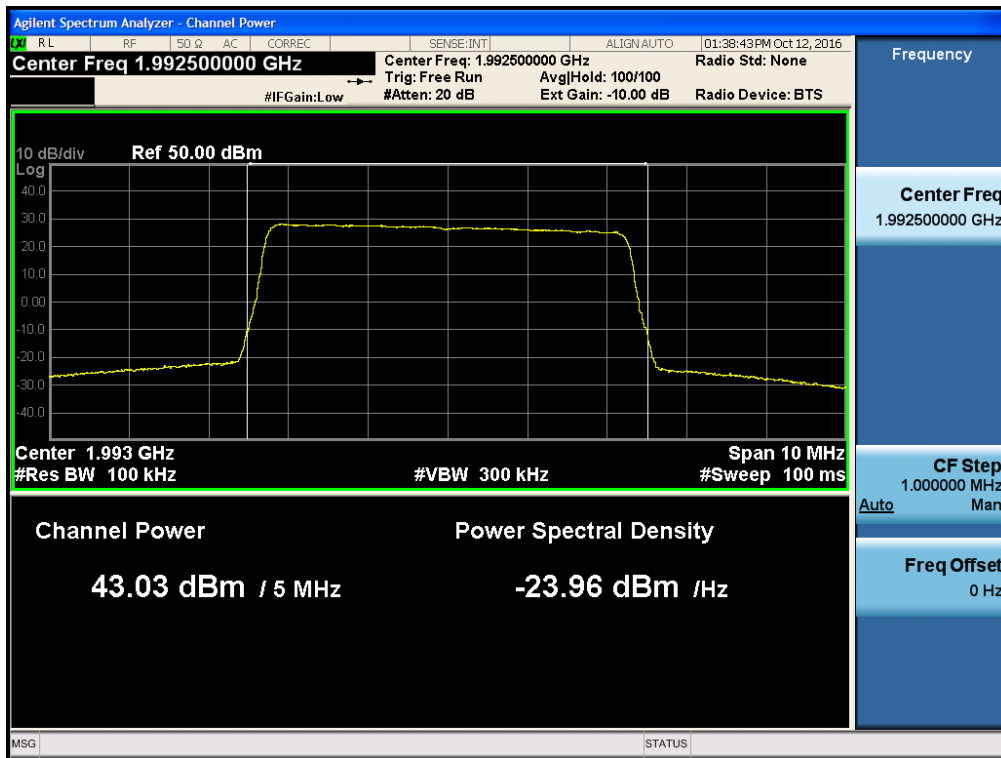 Agilent Spectrum Analyzer - Channel Power
LXI RL RF 50 Ω AC CORREC SENSE:INT ALIGNAUTO 01:38:43PM Oct 12, 2016
Center Freq 1.992500000 GHz
Center Freq: 1.992500000 GHz Radio Std: None
Trig: Free Run Avg|Hold: 100/100
#IFGain:Low #Atten: 20 dB Ext Gain: -10.00 dB Radio Device: BTS
10 dB/div Ref 50.00 dBm
Log
40.0
30.0
20.0
10.0
0.00
-10.0
-20.0
-30.0
-40.0
Center 1.993 GHz Span 10 MHz
#Res BW 100 kHz #VBW 300 kHz #Sweep 100 ms
Channel Power Power Spectral Density
43.03 dBm / 5 MHz -23.96 dBm /Hz
MSG STATUS
Frequency
Center Freq
1.992500000 GHz
CF Step
1.000000 MHz
Auto Man
Freq Offset
0 Hz